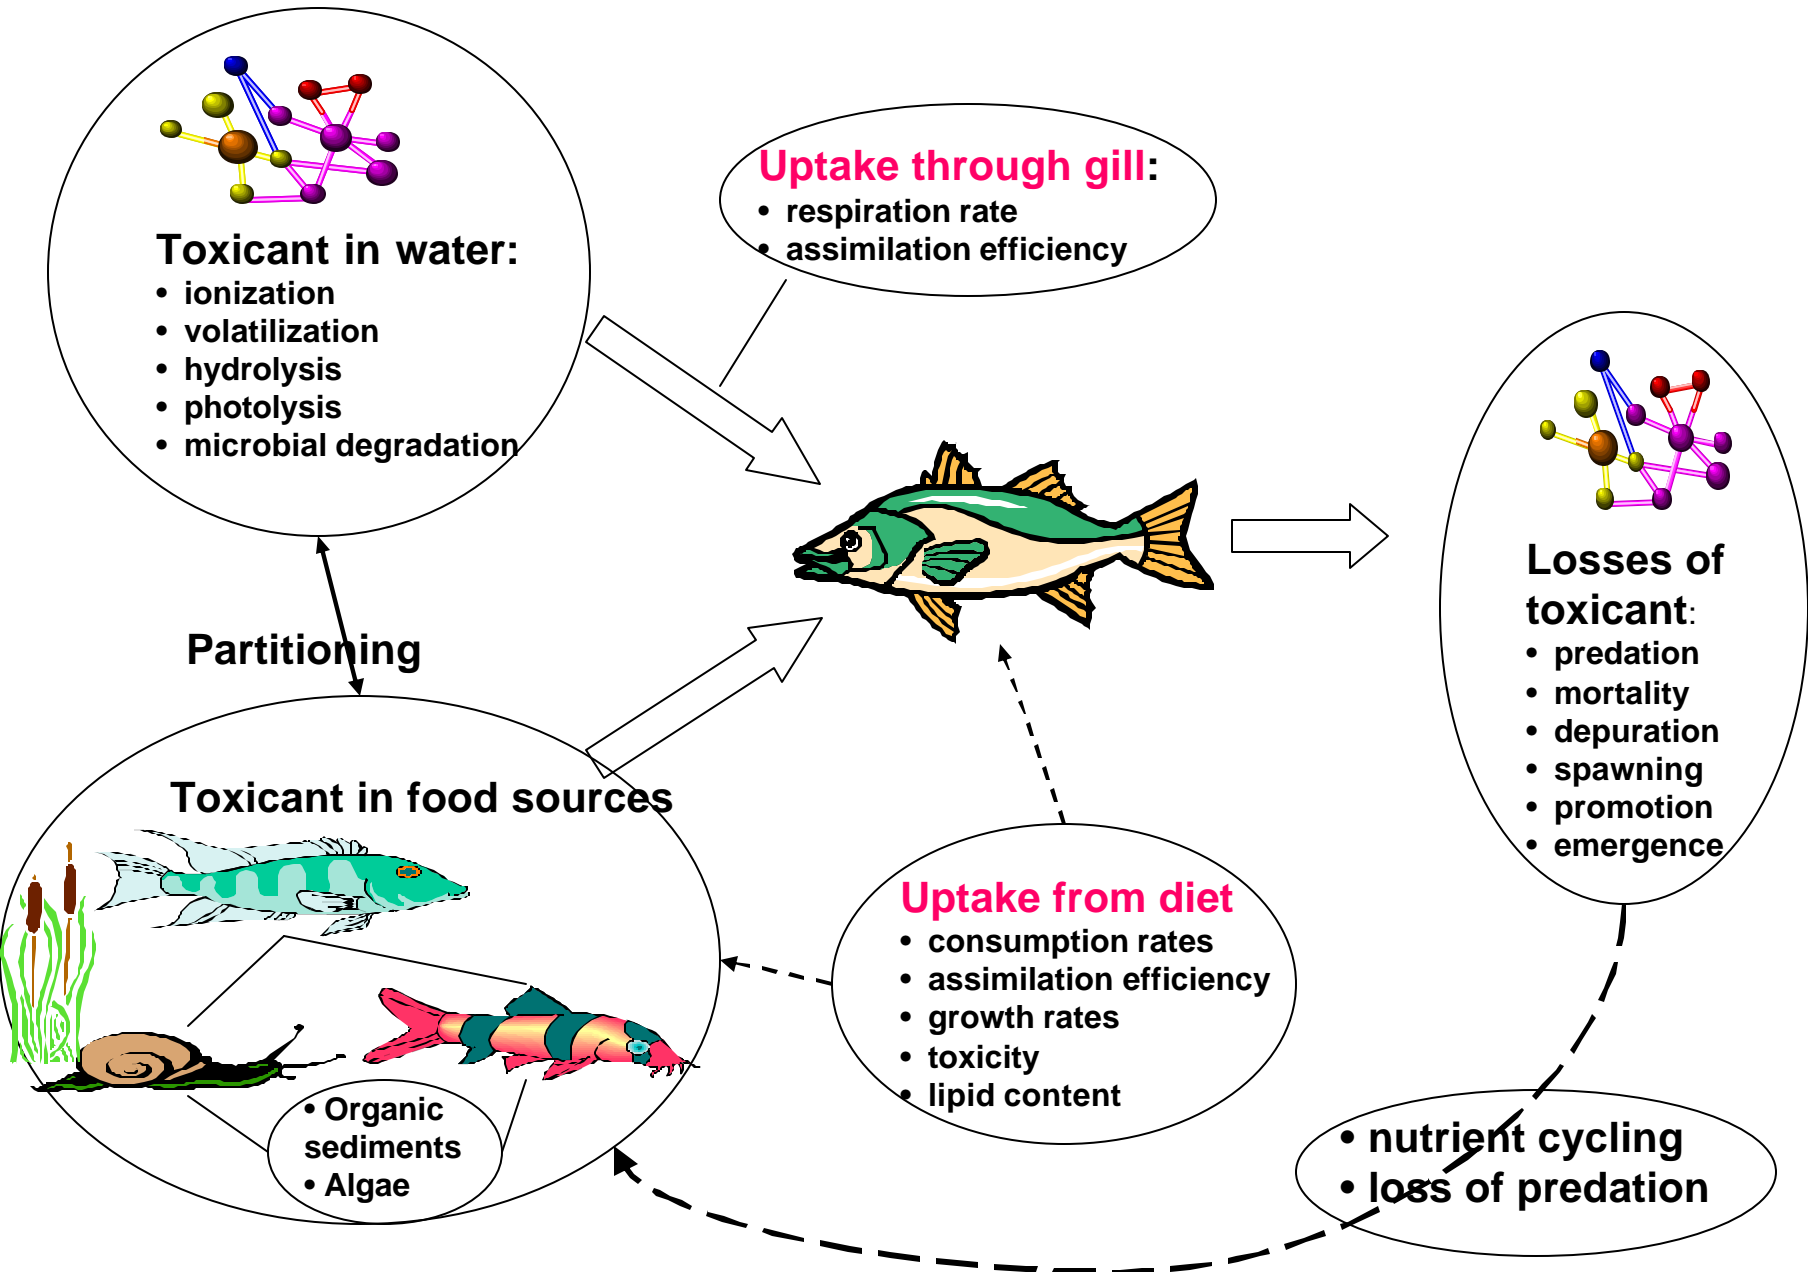 Toxicant in water:
• ionization
• volatilization
• hydrolysis
• photolysis
• microbial degradation
Uptake through gill:
• respiration rate
• assimilation efficiency
Losses of
toxicant:
• predation
• mortality
• depuration
• spawning
• promotion
• emergence
Partitioning
Toxicant in food sources
• Organic
sediments
• Algae
Uptake from diet
• consumption rates
• assimilation efficiency
• growth rates
• toxicity
• lipid content
• nutrient cycling
• loss of predation